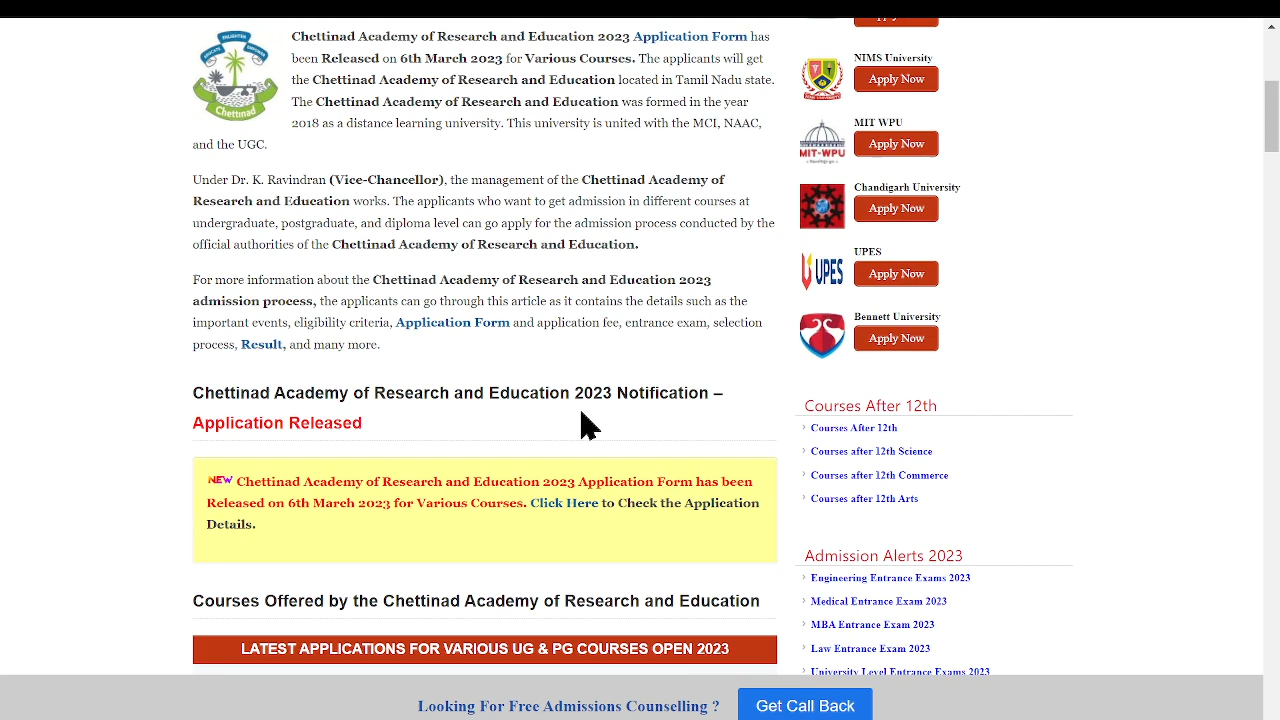 Chettinad Academy of Research and Education 2023 Application Form has
been Released on 6th March 2023 for Various Courses. The applicants will get
the Chettinad Academy of Research and Education located in Tamil Nadu state.
The Chettinad Academy of Research and Education was formed in the year
2018 as a distance learning university. This university is united with the MCI, NAAC,
and the UGC.
EDUCATE ENLIGHTEN EMPOWER
Chettinad
Under Dr. K. Ravindran (Vice-Chancellor), the management of the Chettinad Academy of
Research and Education works. The applicants who want to get admission in different courses at
undergraduate, postgraduate, and diploma level can go apply for the admission process conducted by the
official authorities of the Chettinad Academy of Research and Education.
For more information about the Chettinad Academy of Research and Education 2023
admission process, the applicants can go through this article as it contains the details such as the
important events, eligibility criteria, Application Form and application fee, entrance exam, selection
process, Result, and many more.
Chettinad Academy of Research and Education 2023 Notification –
Application Released
NEW Chettinad Academy of Research and Education 2023 Application Form has been
Released on 6th March 2023 for Various Courses. Click Here to Check the Application
Details.
Courses Offered by the Chettinad Academy of Research and Education
LATEST APPLICATIONS FOR VARIOUS UG & PG COURSES OPEN 2023
Apply Now
NIMS University
Apply Now
MIT WPU
MIT-WPU
Apply Now
Chandigarh University
Apply Now
UPES
UPES
Apply Now
Bennett University
Apply Now
Courses After 12th
Courses After 12th
Courses after 12th Science
Courses after 12th Commerce
Courses after 12th Arts
Admission Alerts 2023
Engineering Entrance Exams 2023
Medical Entrance Exam 2023
MBA Entrance Exam 2023
Law Entrance Exam 2023
University Level Entrance Exams 2023
Looking For Free Admissions Counselling ?
Get Call Back